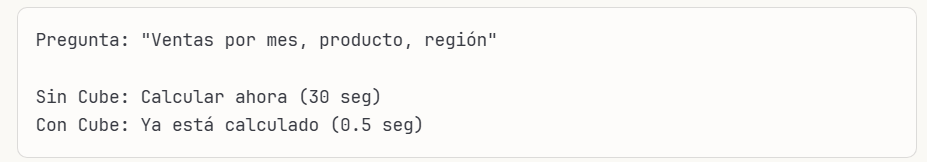 Pregunta: "Ventas por mes, producto, región"
Sin Cube: Calcular ahora (30 seg)
Con Cube: Ya está calculado (0.5 seg)